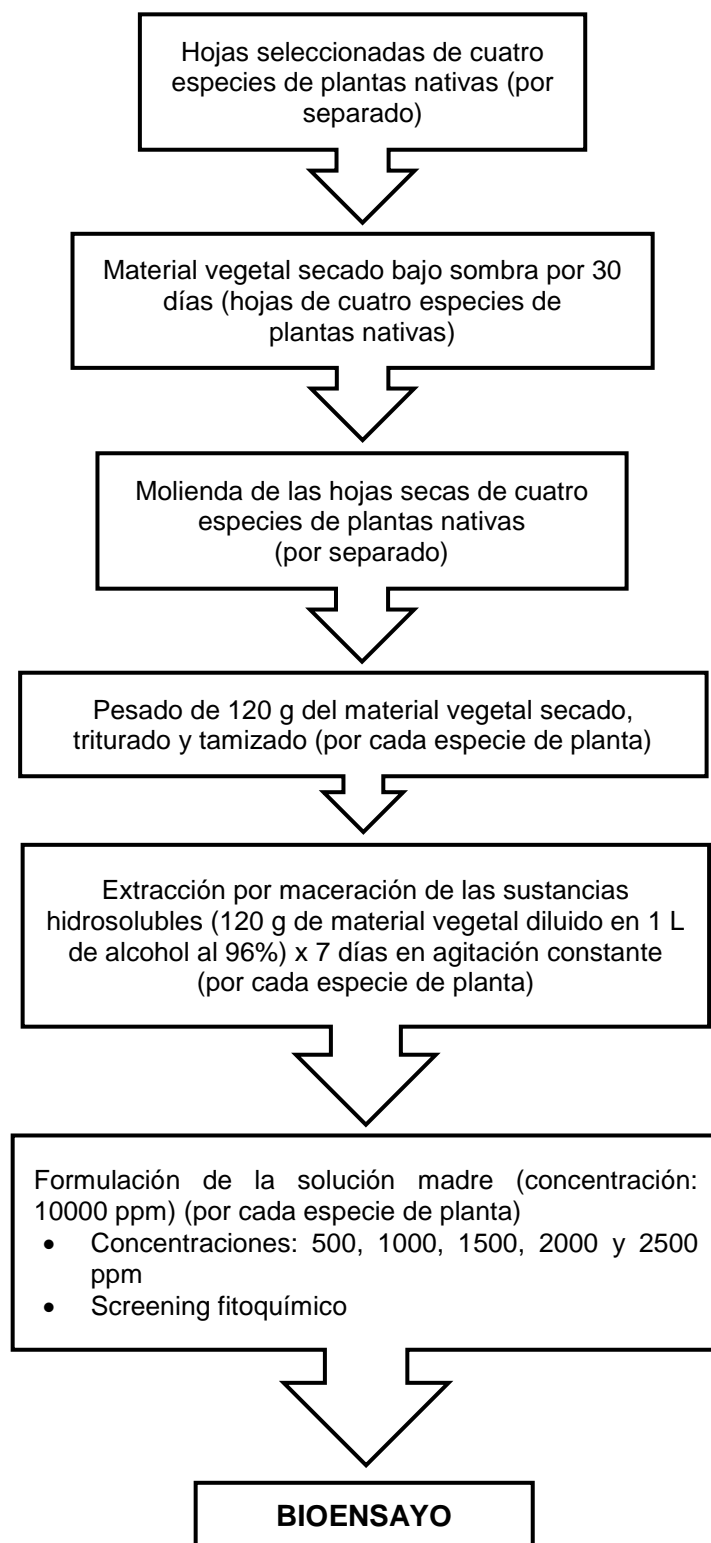 Hojas seleccionadas de cuatro
especies de plantas nativas (por
separado)
Material vegetal secado bajo sombra por 30
días (hojas de cuatro especies de
plantas nativas)
Molienda de las hojas secas de cuatro
especies de plantas nativas
(por separado)
Pesado de 120 g del material vegetal secado,
triturado y tamizado (por cada especie de planta)
Extracción por maceración de las sustancias
hidrosolubles (120 g de material vegetal diluido en 1 L
de alcohol al 96%) x 7 días en agitación constante
(por cada especie de planta)
Formulación de la solución madre (concentración:
10000 ppm) (por cada especie de planta)
• Concentraciones: 500, 1000, 1500, 2000 y 2500
ppm
• Screening fitoquímico
BIOENSAYO